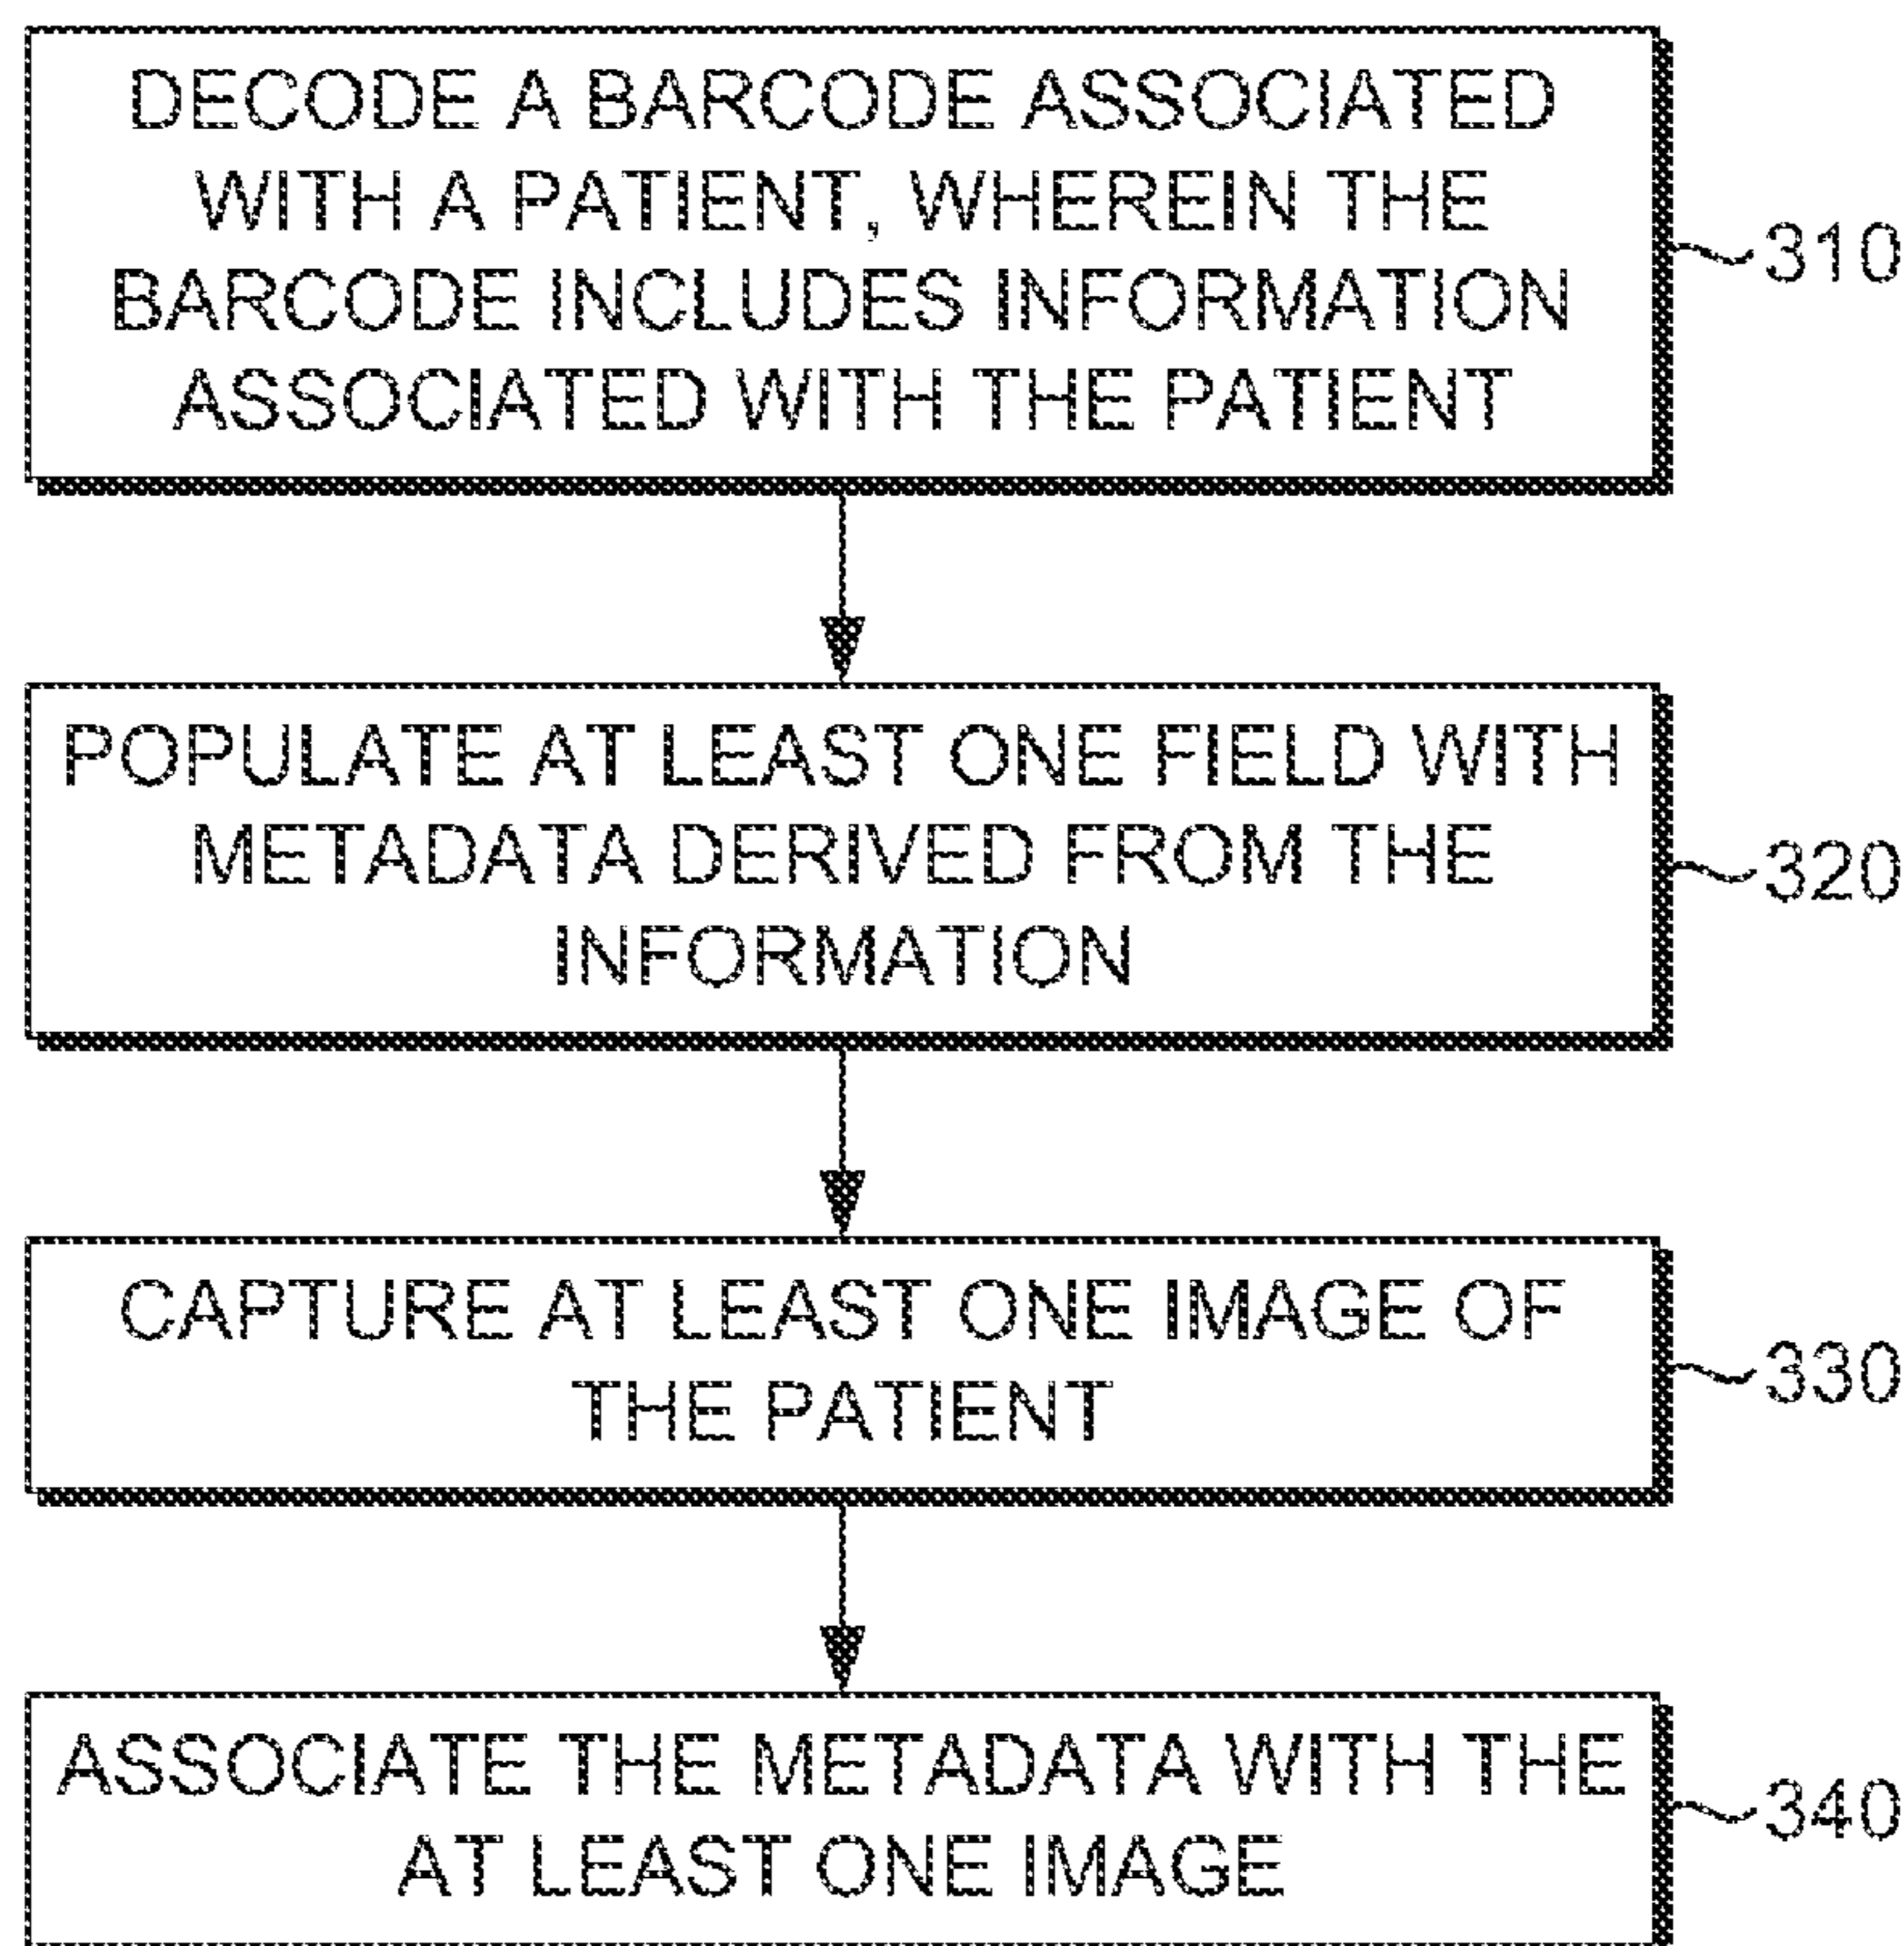 DECODE A BARCODE ASSOCIATED
WITH A PATIENT, WHEREIN THE
BARCODE INCLUDES INFORMATION
ASSOCIATED WITH THE PATIENT
310
POPULATE AT LEAST ONE FIELD WITH
METADATA DERIVED FROM THE
INFORMATION
320
CAPTURE AT LEAST ONE IMAGE OF
THE PATIENT
330
ASSOCIATE THE METADATA WITH THE
AT LEAST ONE IMAGE
340